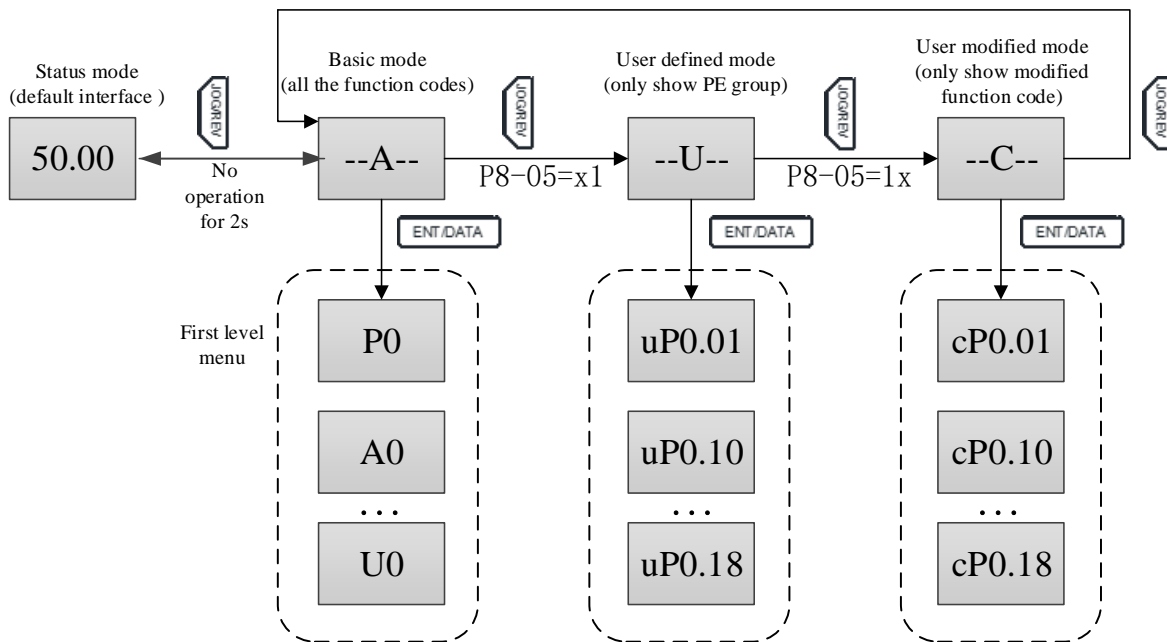 Status mode
(default interface )
50.00
JOG/REV
No
operation
for 2s
Basic mode
(all the function codes)
--A--
JOG/REV
P8-05=x1
User defined mode
(only show PE group)
--U--
JOG/REV
P8-05=1x
User modified mode
(only show modified
function code)
--C--
JOG/REV
ENT/DATA
ENT/DATA
ENT/DATA
First level
menu
P0
A0
...
U0
uP0.01
uP0.10
...
uP0.18
cP0.01
cP0.10
...
cP0.18